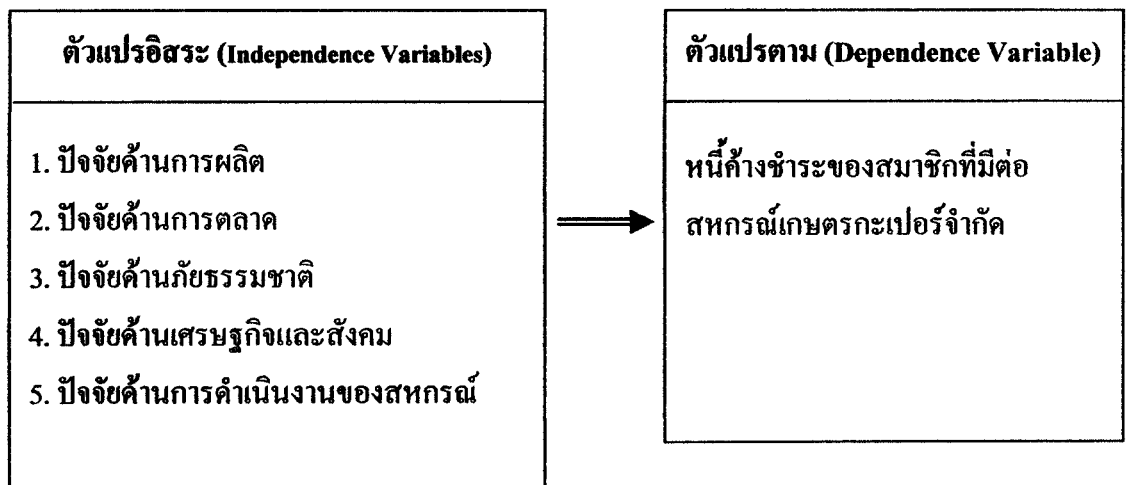 ตัวแปรอิสระ (Independence Variables)
1. ปัจจัยด้านการผลิต
2. ปัจจัยด้านการตลาด
3. ปัจจัยด้านภัยธรรมชาติ
4. ปัจจัยด้านเศรษฐกิจและสังคม
5. ปัจจัยด้านการดำเนินงานของสหกรณ์
ตัวแปรตาม (Dependence Variable)
หนี้ค้างชำระของสมาชิกที่มีต่อ
สหกรณ์เกษตรกะเปอร์จำกัด